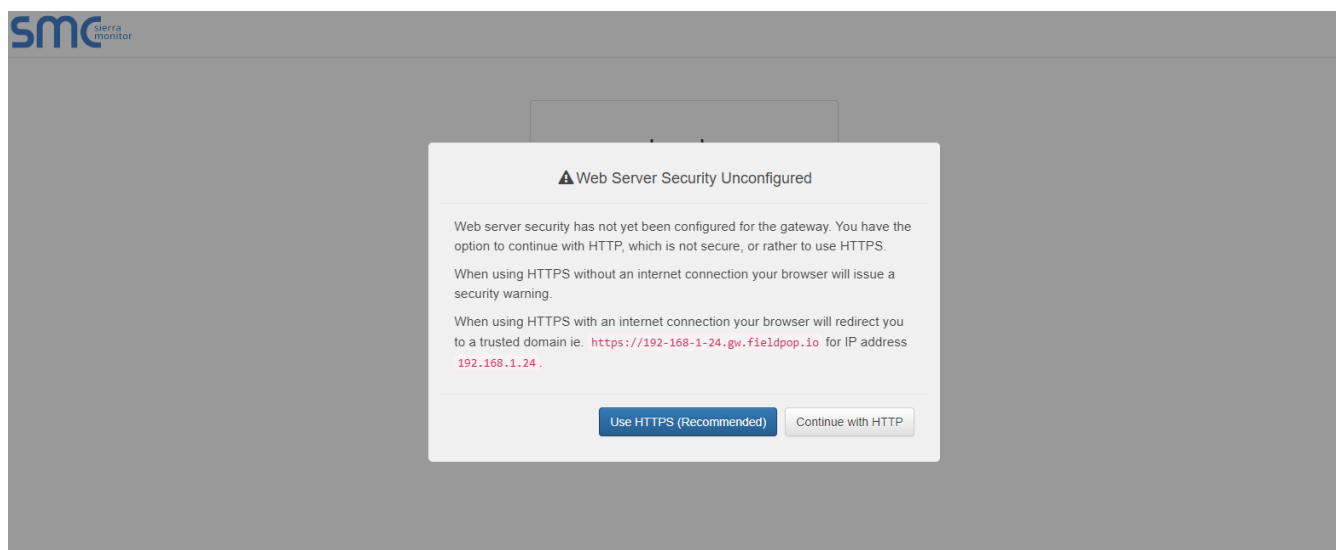 SMC sierra
monitor
Web Server Security Unconfigured
Web server security has not yet been configured for the gateway. You have the
option to continue with HTTP, which is not secure, or rather to use HTTPS.
When using HTTPS without an internet connection your browser will issue a
security warning.
When using HTTPS with an internet connection your browser will redirect you
to a trusted domain ie. https://192-168-1-24.gw.fieldpop.io for IP address
192.168.1.24 .
Use HTTPS (Recommended) Continue with HTTP